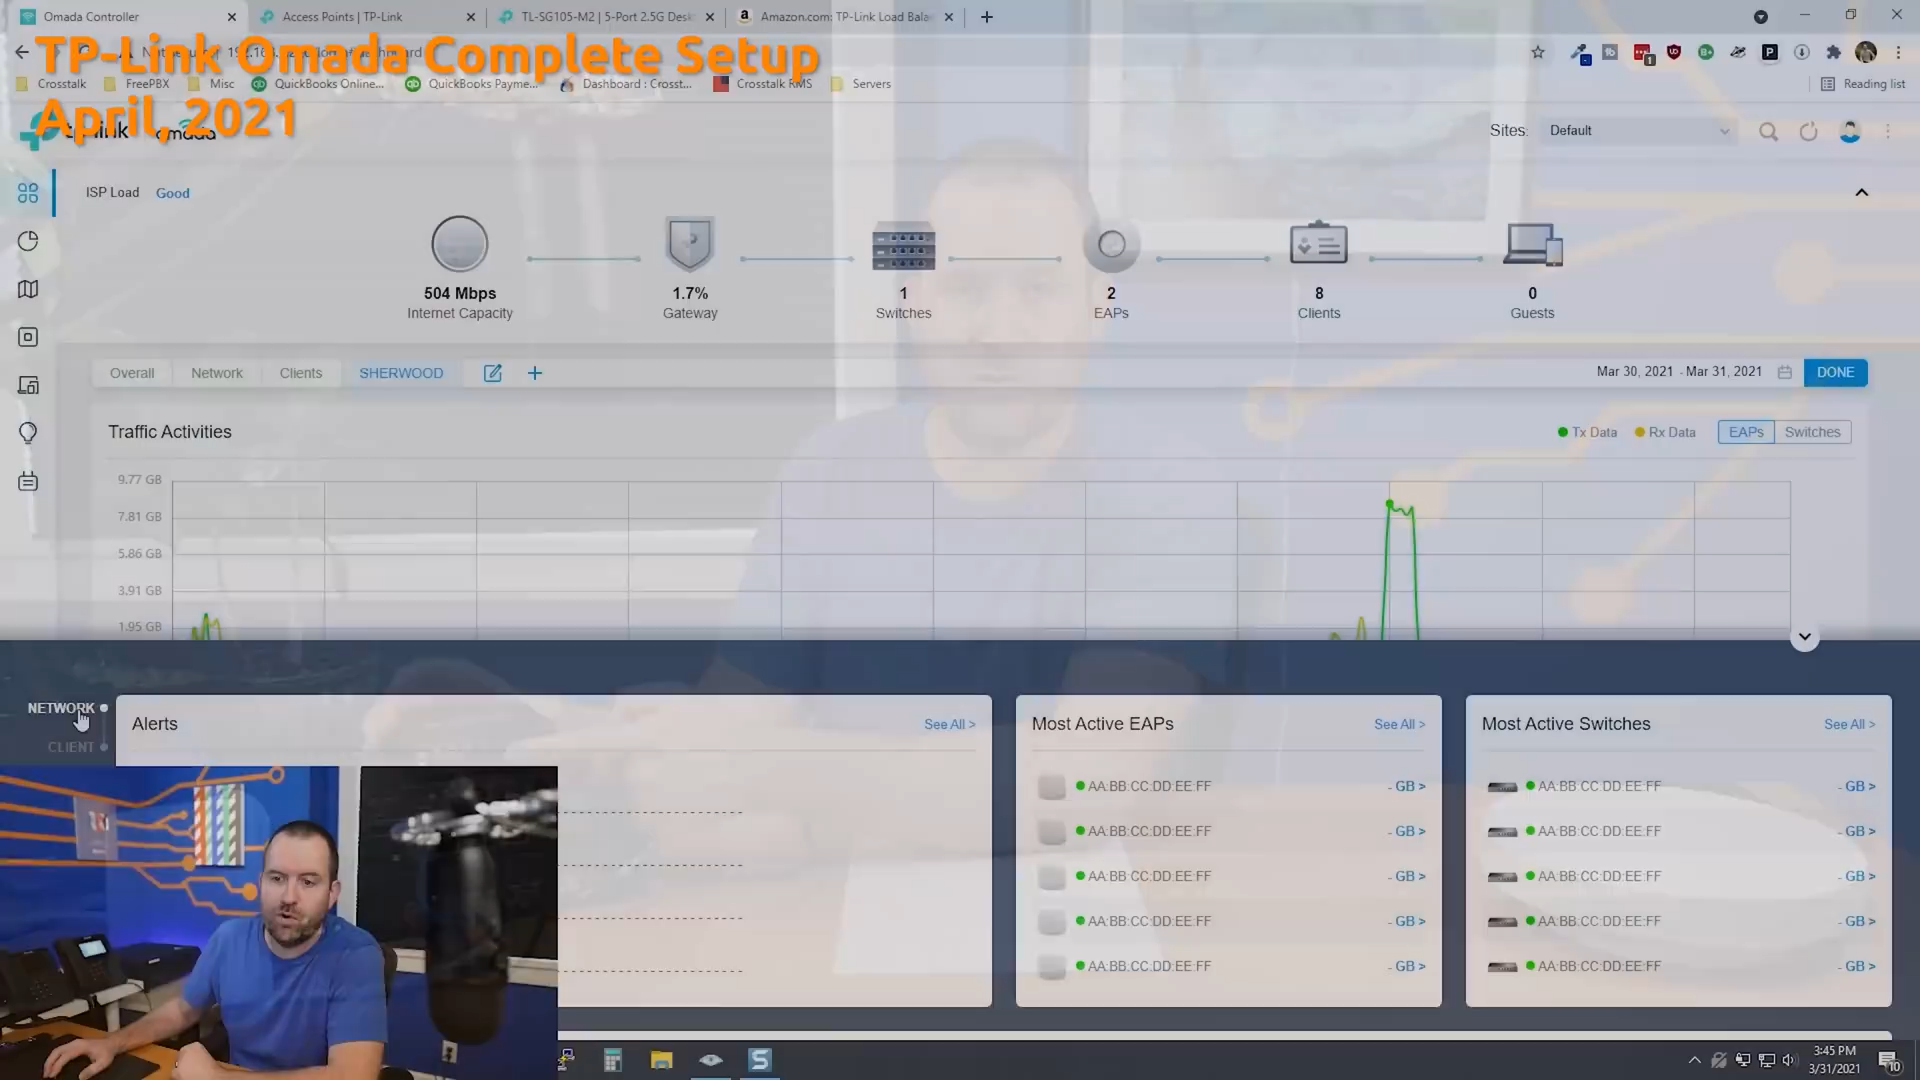 Omada Controller
Access Points | TP-Link
TL-SG105-M2 | 5-Port 2.5G Desk
Amazon.com: TP-Link Load Bala
TP-Link Omada Complete Setup
April, 2021
Crosstalk
FreePBX
Misc
QuickBooks Online...
QuickBooks Payme...
Dashboard : Crosst...
Crosstalk RMS
Servers
Reading list
tp-link omada
Sites: Default
ISP Load Good
504 Mbps
Internet Capacity
1.7%
Gateway
1
Switches
2
EAPs
8
Clients
0
Guests
Overall
Network
Clients
SHERWOOD
Mar 30, 2021 - Mar 31, 2021
DONE
Traffic Activities
Tx Data
Rx Data
EAPs
Switches
9.77 GB
7.81 GB
5.86 GB
3.91 GB
1.95 GB
NETWORK
CLIENT
Alerts
See All >
Most Active EAPs
See All >
AA:BB:CC:DD:EE:FF - GB >
AA:BB:CC:DD:EE:FF - GB >
AA:BB:CC:DD:EE:FF - GB >
AA:BB:CC:DD:EE:FF - GB >
AA:BB:CC:DD:EE:FF - GB >
Most Active Switches
See All >
AA:BB:CC:DD:EE:FF - GB >
AA:BB:CC:DD:EE:FF - GB >
AA:BB:CC:DD:EE:FF - GB >
AA:BB:CC:DD:EE:FF - GB >
AA:BB:CC:DD:EE:FF - GB >
3:45 PM
3/31/2021
10